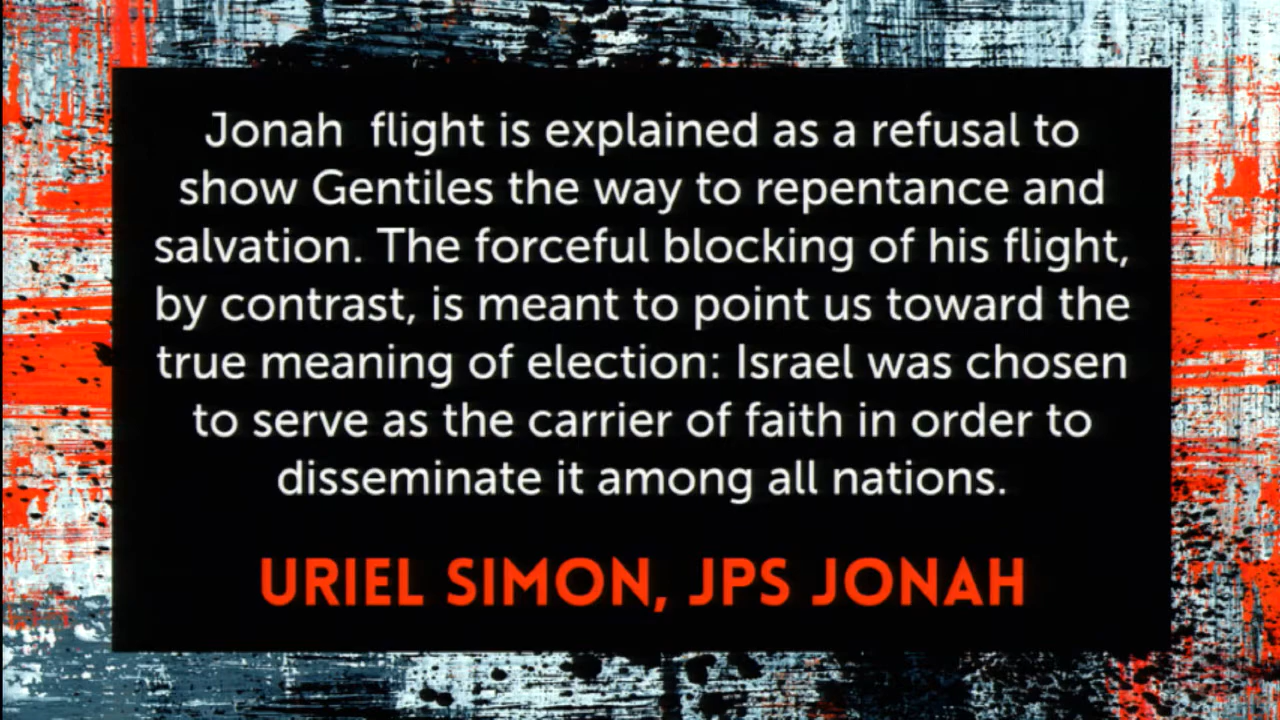 Jonah  flight is explained as a refusal to
show Gentiles the way to repentance and
salvation. The forceful blocking of his flight,
by contrast, is meant to point us toward the
true meaning of election: Israel was chosen
to serve as the carrier of faith in order to
disseminate it among all nations.
URIEL SIMON, JPS JONAH